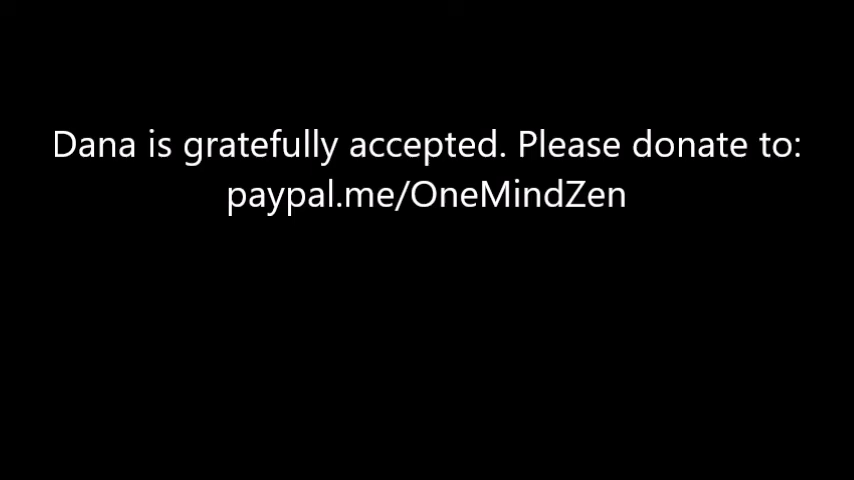 Dana is gratefully accepted. Please donate to:
paypal.me/OneMindZen